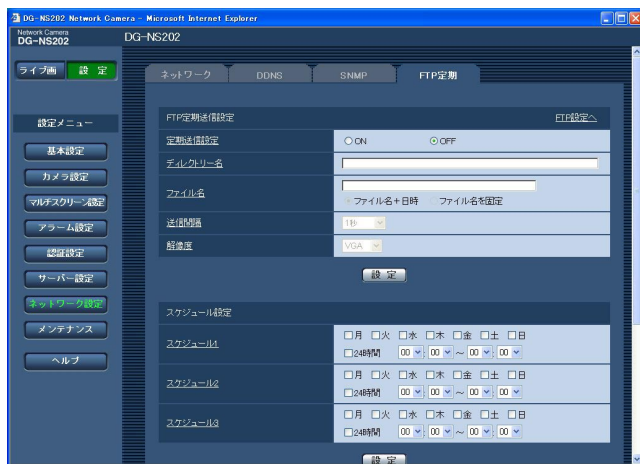 DG-NS202 Network Camera - Microsoft Internet Explorer
Network Camera
DG-NS202
DG-NS202
ライブ画 設 定
ネットワーク DDNS SNMP FTP定期
設定メニュー
基本設定
カメラ設定
マルチスクリーン設定
アラーム設定
認証設定
サーバー設定
ネットワーク設定
メンテナンス
ヘルプ
FTP定期送信設定 FTP設定へ
定期送信設定 ON OFF
ディレクトリー名
ファイル名
ファイル名+日時 ファイル名を固定
送信間隔 1秒
解像度 VGA
設 定
スケジュール設定
スケジュール1
月 火 水 木 金 土 日
24時間 00 : 00 ~ 00 : 00
スケジュール2
月 火 水 木 金 土 日
24時間 00 : 00 ~ 00 : 00
スケジュール3
月 火 水 木 金 土 日
24時間 00 : 00 ~ 00 : 00
設 定